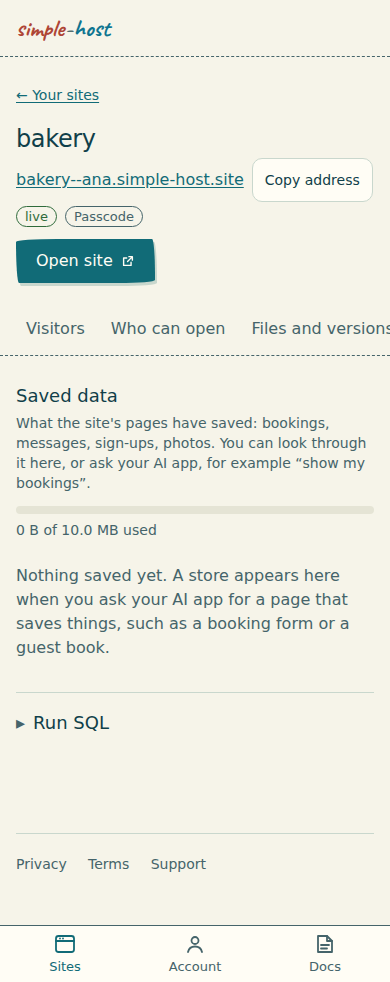 simple-host
← Your sites
bakery
bakery--ana.simple-host.site
Copy address
live
Passcode
Open site
Visitors
Who can open
Files and versions
Saved data
What the site's pages have saved: bookings,
messages, sign-ups, photos. You can look through
it here, or ask your AI app, for example “show my
bookings”.
0 B of 10.0 MB used
Nothing saved yet. A store appears here
when you ask your AI app for a page that
saves things, such as a booking form or a
guest book.
▶ Run SQL
Privacy
Terms
Support
Sites
Account
Docs